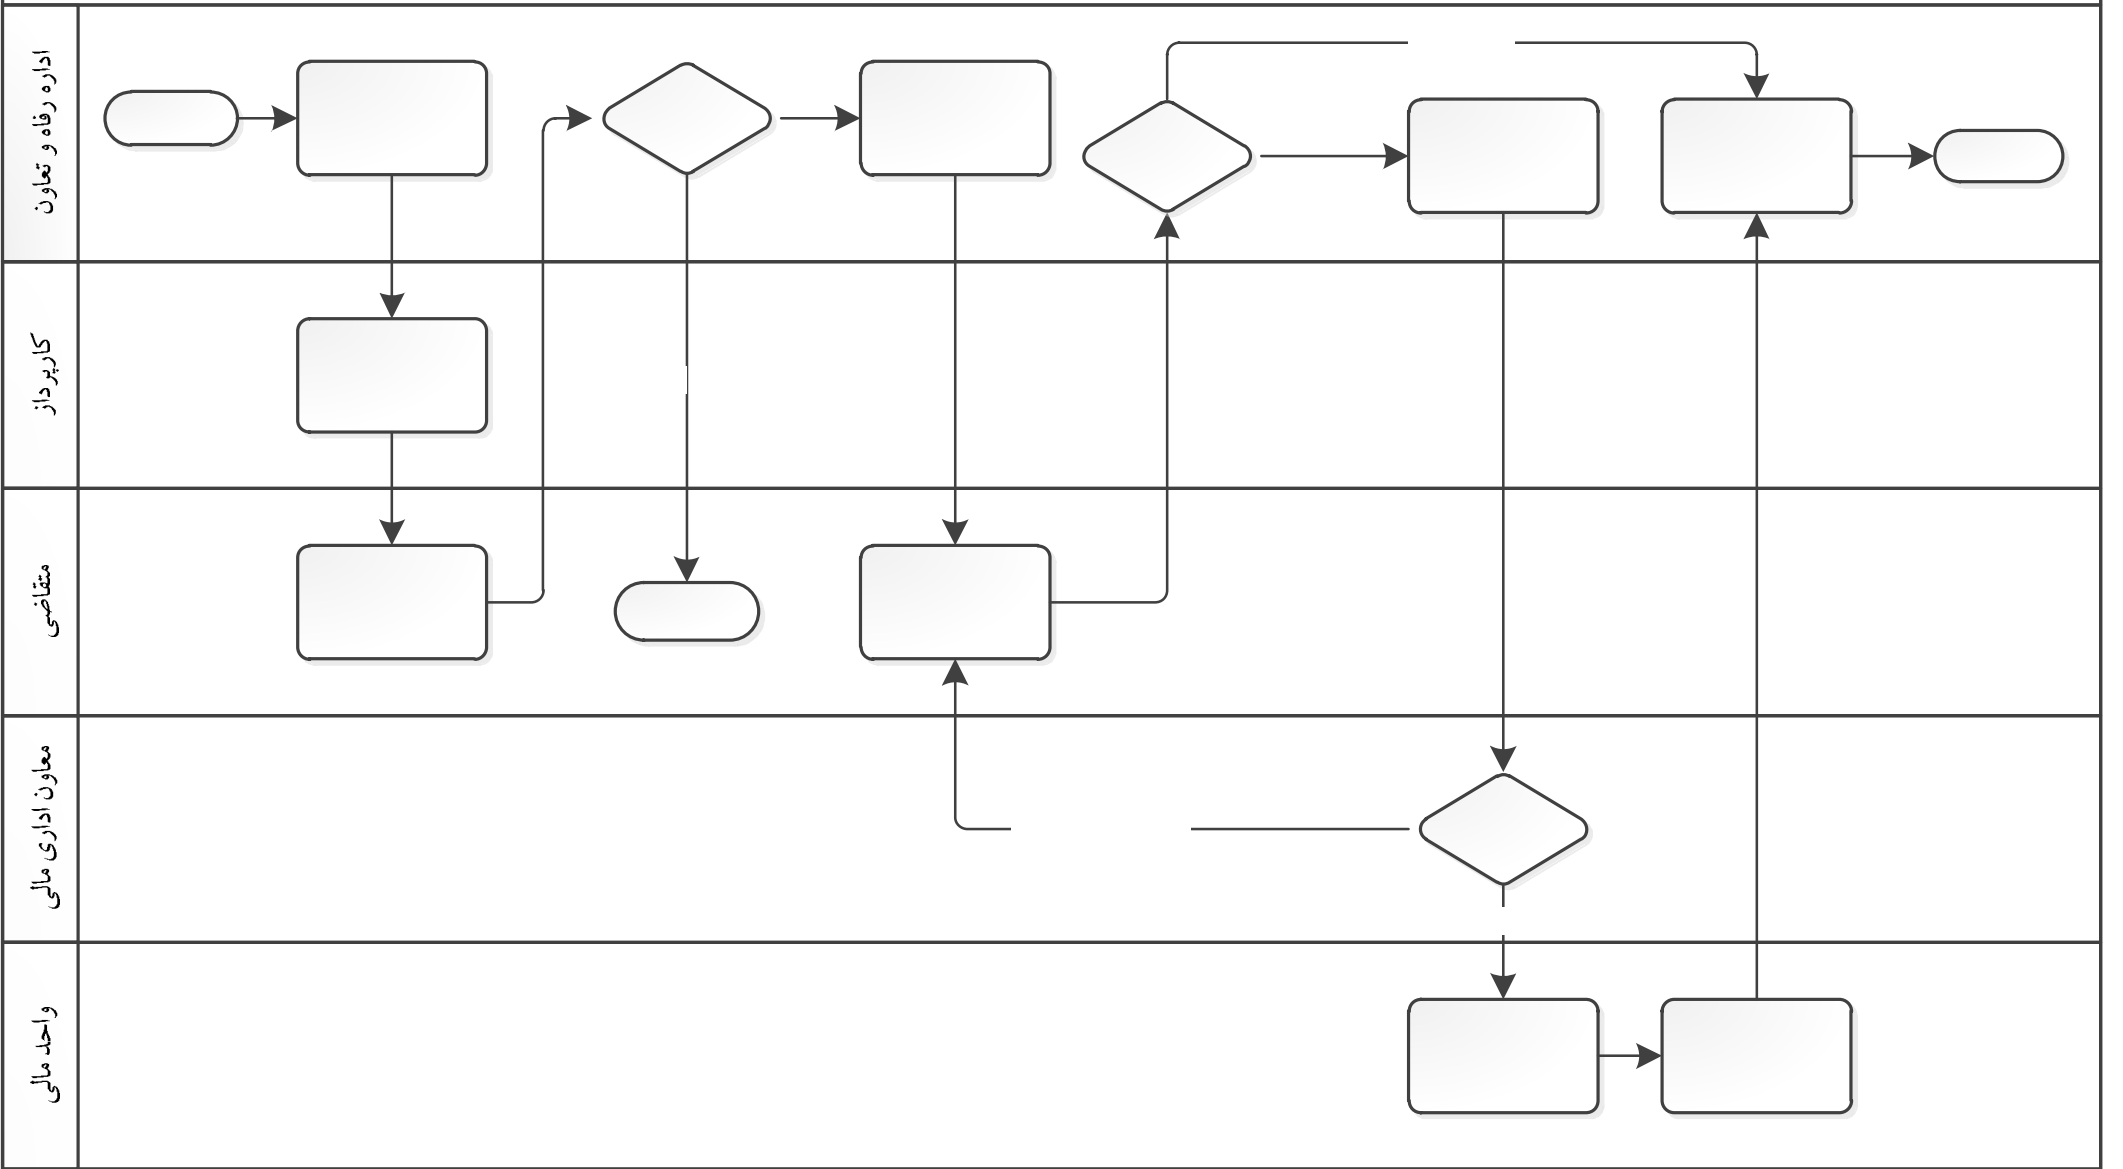 اداره رفاه و تعاون
کارپرداز
متقاضی
معاون اداری مالی
واحد مالی